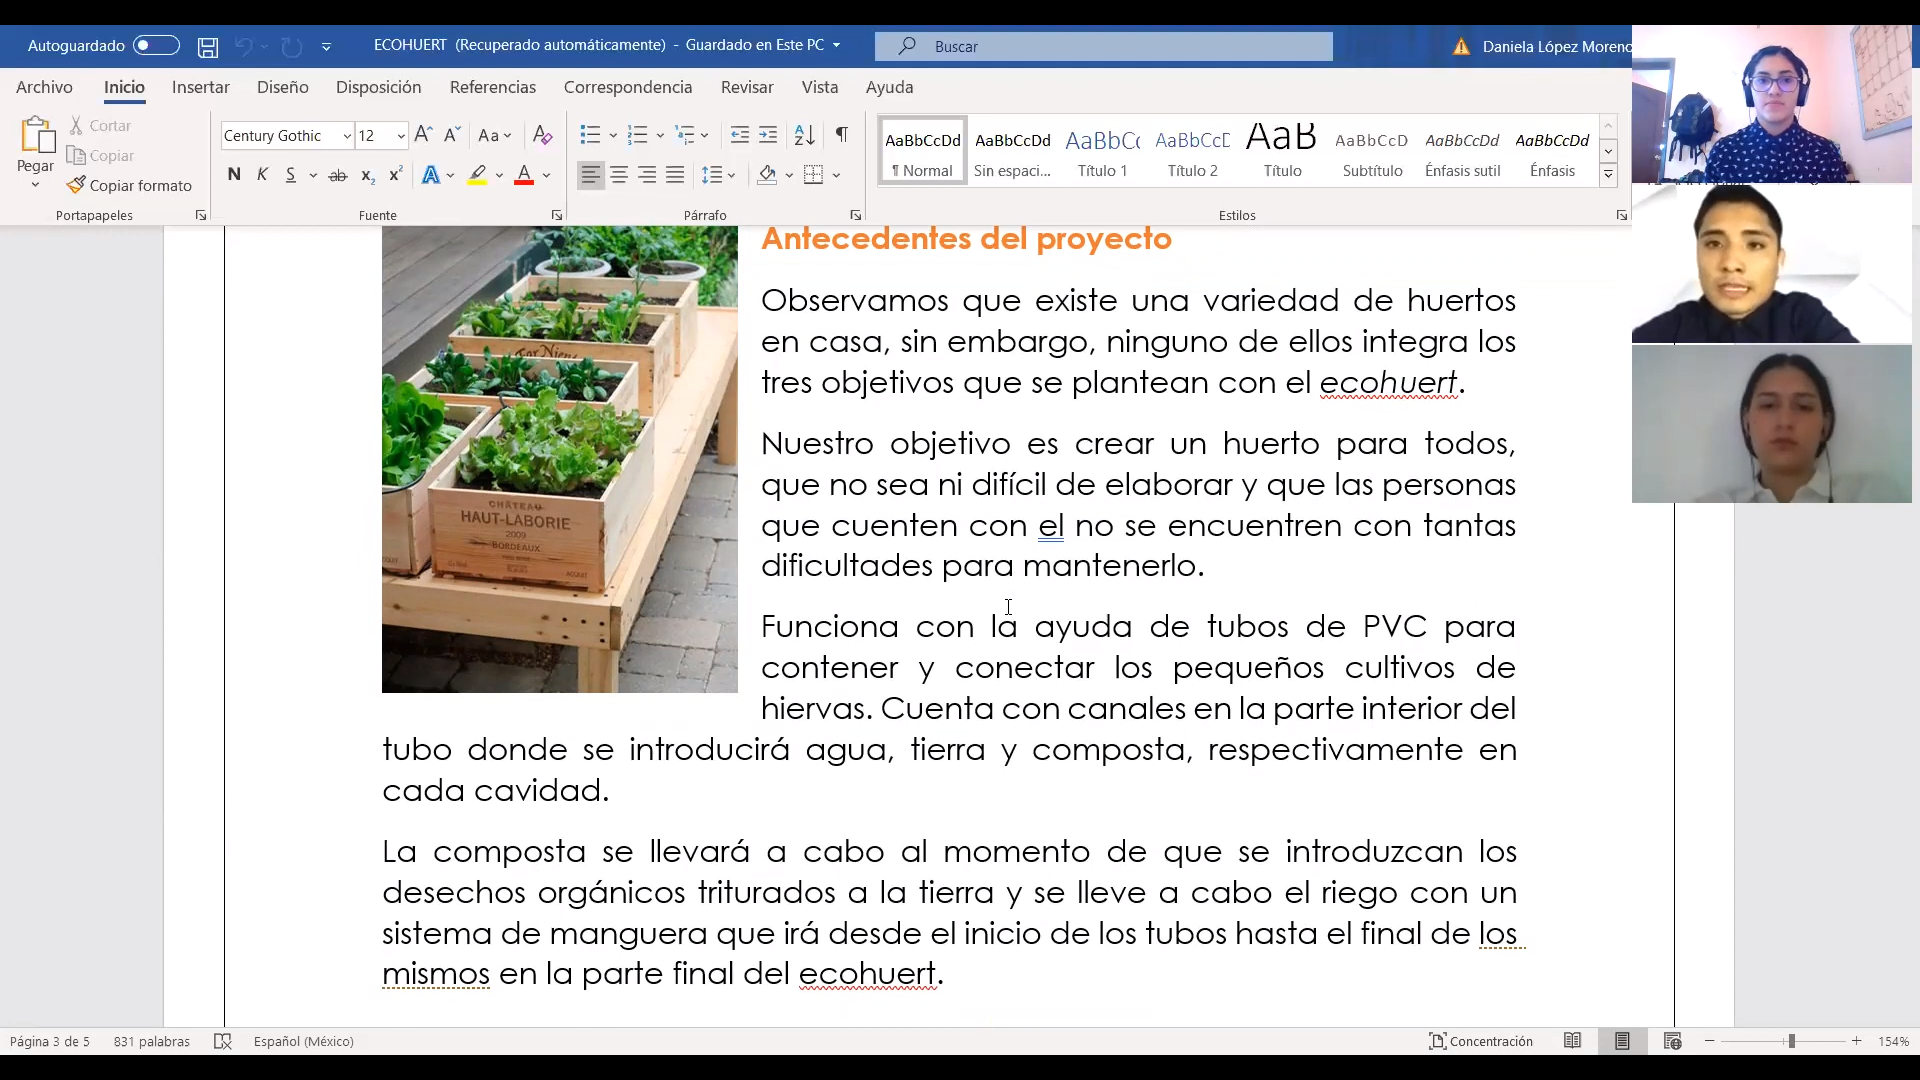 Autoguardado
ECOHUERT (Recuperado automáticamente) - Guardado en Este PC
Buscar
Daniela López Moreno
Archivo Inicio Insertar Diseño Disposición Referencias Correspondencia Revisar Vista Ayuda
Pegar
Cortar
Copiar
Copiar formato
Portapapeles
Century Gothic 12
A A Aa A
N K S ab x₂ x² A A
Fuente
Párrafo
AaBbCcDd AaBbCcDd AaBbCc AaBbCcD AaB AaBbCcD AaBbCcDd AaBbCcDd
¶ Normal Sin espaci... Título 1 Título 2 Título Subtítulo Énfasis sutil Énfasis
Estilos
Antecedentes del proyecto
Observamos que existe una variedad de huertos
en casa, sin embargo, ninguno de ellos integra los
tres objetivos que se plantean con el ecohuert.
Nuestro objetivo es crear un huerto para todos,
que no sea ni difícil de elaborar y que las personas
que cuenten con el no se encuentren con tantas
dificultades para mantenerlo.
Funciona con la ayuda de tubos de PVC para
contener y conectar los pequeños cultivos de
hiervas. Cuenta con canales en la parte interior del
tubo donde se introducirá agua, tierra y composta, respectivamente en
cada cavidad.
La composta se llevará a cabo al momento de que se introduzcan los
desechos orgánicos triturados a la tierra y se lleve a cabo el riego con un
sistema de manguera que irá desde el inicio de los tubos hasta el final de los
mismos en la parte final del ecohuert.
CHÂTEAU
HAUT-LABORIE
2009
BORDEAUX
Página 3 de 5 831 palabras Español (México)
Concentración
154%